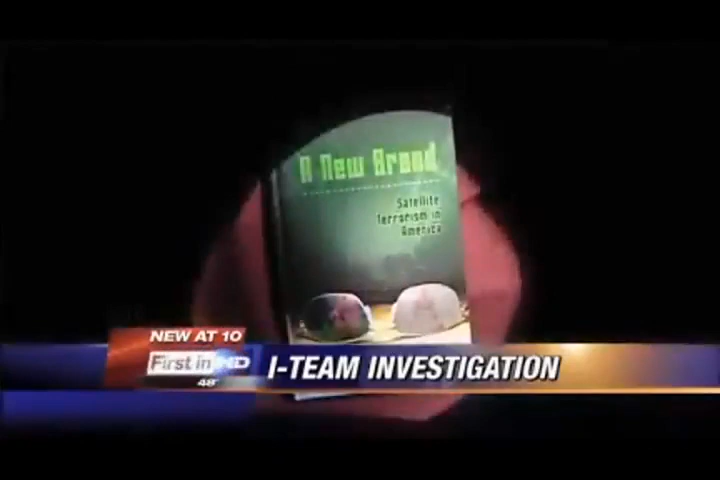 A New Breed
Satellite
Terrorism in
America
NEW AT 10
First in HD
48°
I-TEAM INVESTIGATION